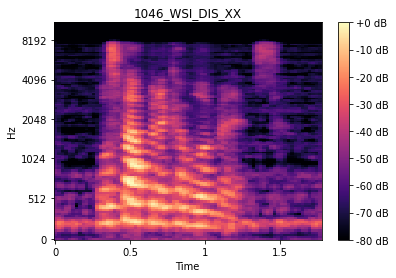 1046_WSI_DIS_XX
+0 dB
8192
-10 dB
4096
-20 dB
-30 dB
2048
Hz
-40 dB
1024
-50 dB
512
-60 dB
-70 dB
0
-80 dB
0
0.5
1
1.5
Time